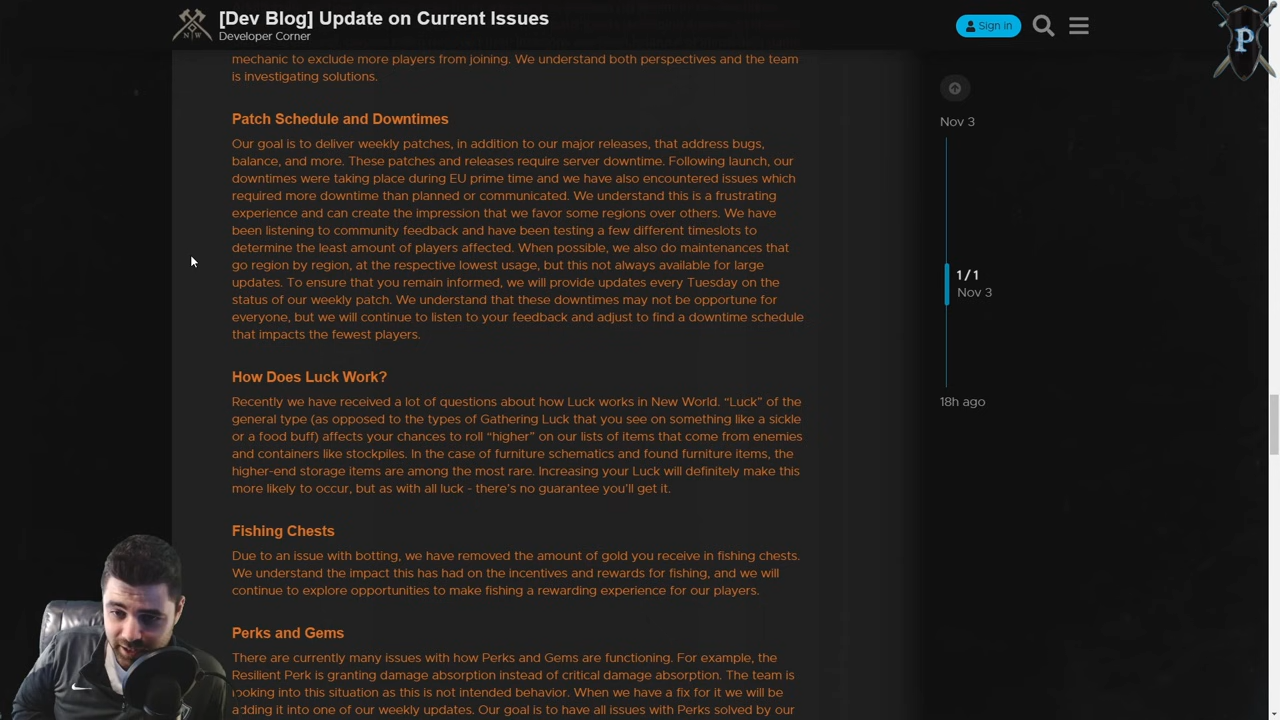 [Dev Blog] Update on Current Issues
Developer Corner
N W
Sign in
P
mechanic to exclude more players from joining. We understand both perspectives and the team
is investigating solutions.
Patch Schedule and Downtimes
Our goal is to deliver weekly patches, in addition to our major releases, that address bugs,
balance, and more. These patches and releases require server downtime. Following launch, our
downtimes were taking place during EU prime time and we have also encountered issues which
required more downtime than planned or communicated. We understand this is a frustrating
experience and can create the impression that we favor some regions over others. We have
been listening to community feedback and have been testing a few different timeslots to
determine the least amount of players affected. When possible, we also do maintenances that
go region by region, at the respective lowest usage, but this not always available for large
updates. To ensure that you remain informed, we will provide updates every Tuesday on the
status of our weekly patch. We understand that these downtimes may not be opportune for
everyone, but we will continue to listen to your feedback and adjust to find a downtime schedule
that impacts the fewest players.
How Does Luck Work?
Recently we have received a lot of questions about how Luck works in New World. “Luck” of the
general type (as opposed to the types of Gathering Luck that you see on something like a sickle
or a food buff) affects your chances to roll “higher” on our lists of items that come from enemies
and containers like stockpiles. In the case of furniture schematics and found furniture items, the
higher-end storage items are among the most rare. Increasing your Luck will definitely make this
more likely to occur, but as with all luck - there’s no guarantee you’ll get it.
Fishing Chests
Due to an issue with botting, we have removed the amount of gold you receive in fishing chests.
We understand the impact this has had on the incentives and rewards for fishing, and we will
continue to explore opportunities to make fishing a rewarding experience for our players.
Perks and Gems
There are currently many issues with how Perks and Gems are functioning. For example, the
Resilient Perk is granting damage absorption instead of critical damage absorption. The team is
looking into this situation as this is not intended behavior. When we have a fix for it we will be
adding it into one of our weekly updates. Our goal is to have all issues with Perks solved by our
Nov 3
1 / 1
Nov 3
18h ago